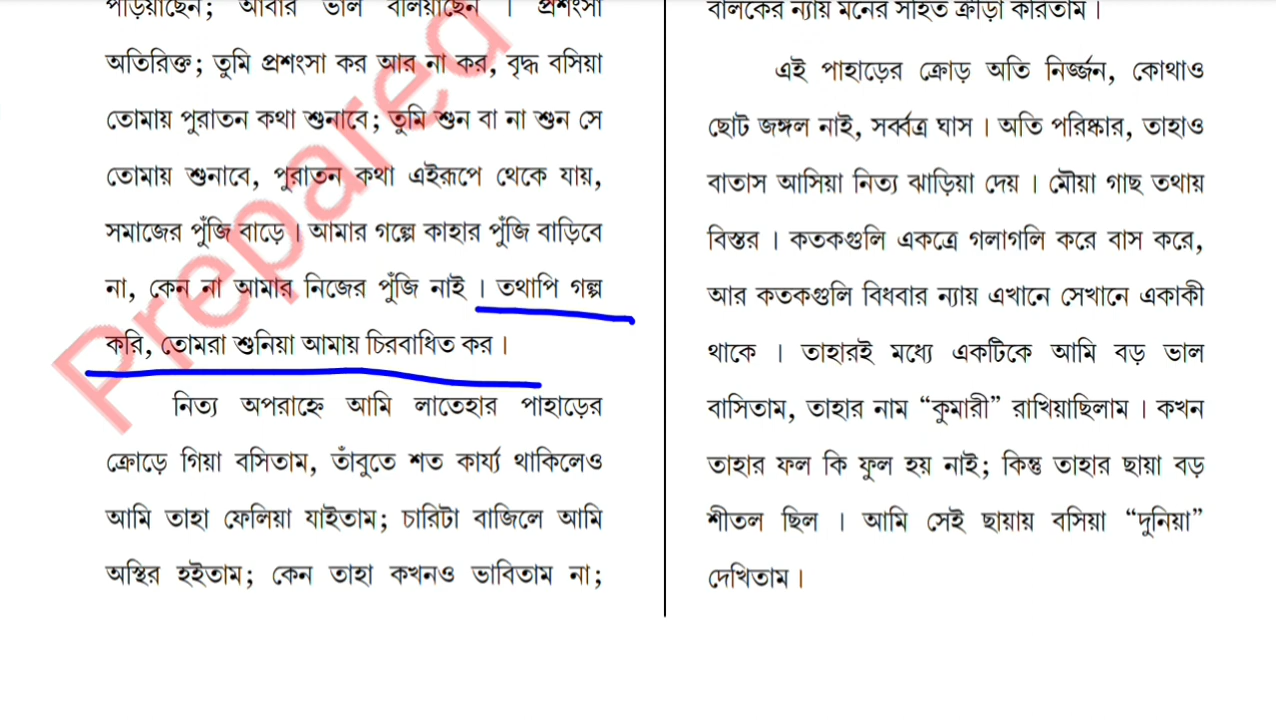 পড়িয়াছেন; আবার ভাল বলিয়াছেন । প্রশংসা
অতিরিক্ত; তুমি প্রশংসা কর আর না কর, বৃদ্ধ বসিয়া
তোমায় পুরাতন কথা শুনাবে; তুমি শুন বা না শুন সে
তোমায় শুনাবে, পুরাতন কথা এইরূপে থেকে যায়,
সমাজের পুঁজি বাড়ে । আমার গল্পে কাহার পুঁজি বাড়িবে
না, কেন না আমার নিজের পুঁজি নাই । তথাপি গল্প
করি, তোমরা শুনিয়া আমায় চিরবাধিত কর ।
নিত্য অপরাহ্নে আমি লাতেহার পাহাড়ের
ক্রোড়ে গিয়া বসিতাম, তাঁবুতে শত কার্য্য থাকিলেও
আমি তাহা ফেলিয়া যাইতাম; চারিটা বাজিলে আমি
অস্থির হইতাম; কেন তাহা কখনও ভাবিতাম না;
বালকের ন্যায় মনের সহিত ক্রীড়া করিতাম ।
এই পাহাড়ের ক্রোড় অতি নির্জ্জন, কোথাও
ছোট জঙ্গল নাই, সর্ব্বত্র ঘাস । অতি পরিষ্কার, তাহাও
বাতাস আসিয়া নিত্য ঝাড়িয়া দেয় । মৌয়া গাছ তথায়
বিস্তর । কতকগুলি একত্রে গলাগলি করে বাস করে,
আর কতকগুলি বিধবার ন্যায় এখানে সেখানে একাকী
থাকে । তাহারই মধ্যে একটিকে আমি বড় ভাল
বাসিতাম, তাহার নাম “কুমারী” রাখিয়াছিলাম । কখন
তাহার ফল কি ফুল হয় নাই; কিন্তু তাহার ছায়া বড়
শীতল ছিল । আমি সেই ছায়ায় বসিয়া “দুনিয়া”
দেখিতাম ।
Prepared